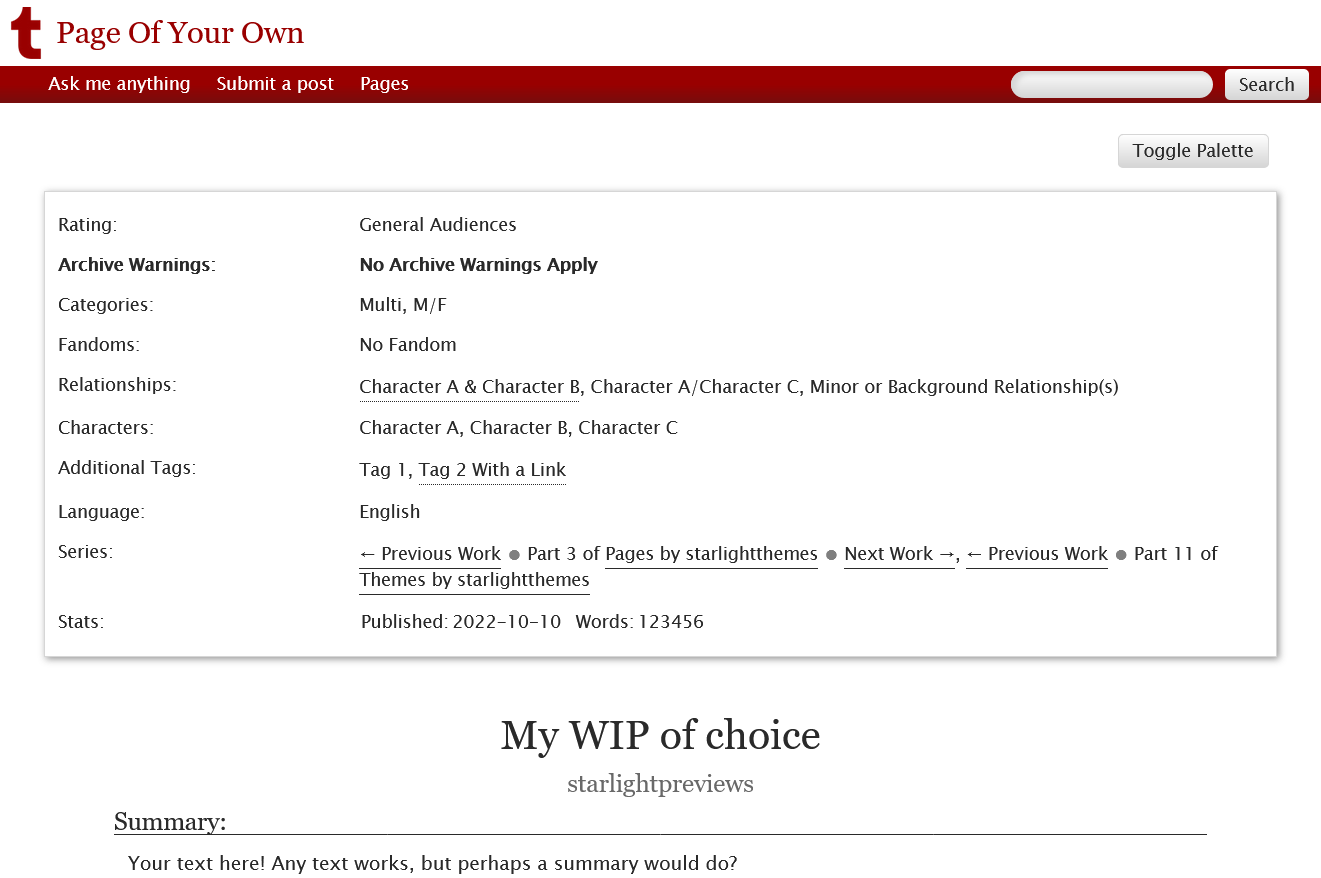 t Page Of Your Own
Ask me anything Submit a post Pages Search
Toggle Palette
Rating: General Audiences
Archive Warnings: No Archive Warnings Apply
Categories: Multi, M/F
Fandoms: No Fandom
Relationships: Character A & Character B, Character A/Character C, Minor or Background Relationship(s)
Characters: Character A, Character B, Character C
Additional Tags: Tag 1, Tag 2 With a Link
Language: English
Series: ← Previous Work ● Part 3 of Pages by starlightthemes ● Next Work →, ← Previous Work ● Part 11 of
Themes by starlightthemes
Stats: Published: 2022-10-10 Words: 123456
My WIP of choice
starlightpreviews
Summary:
Your text here! Any text works, but perhaps a summary would do?